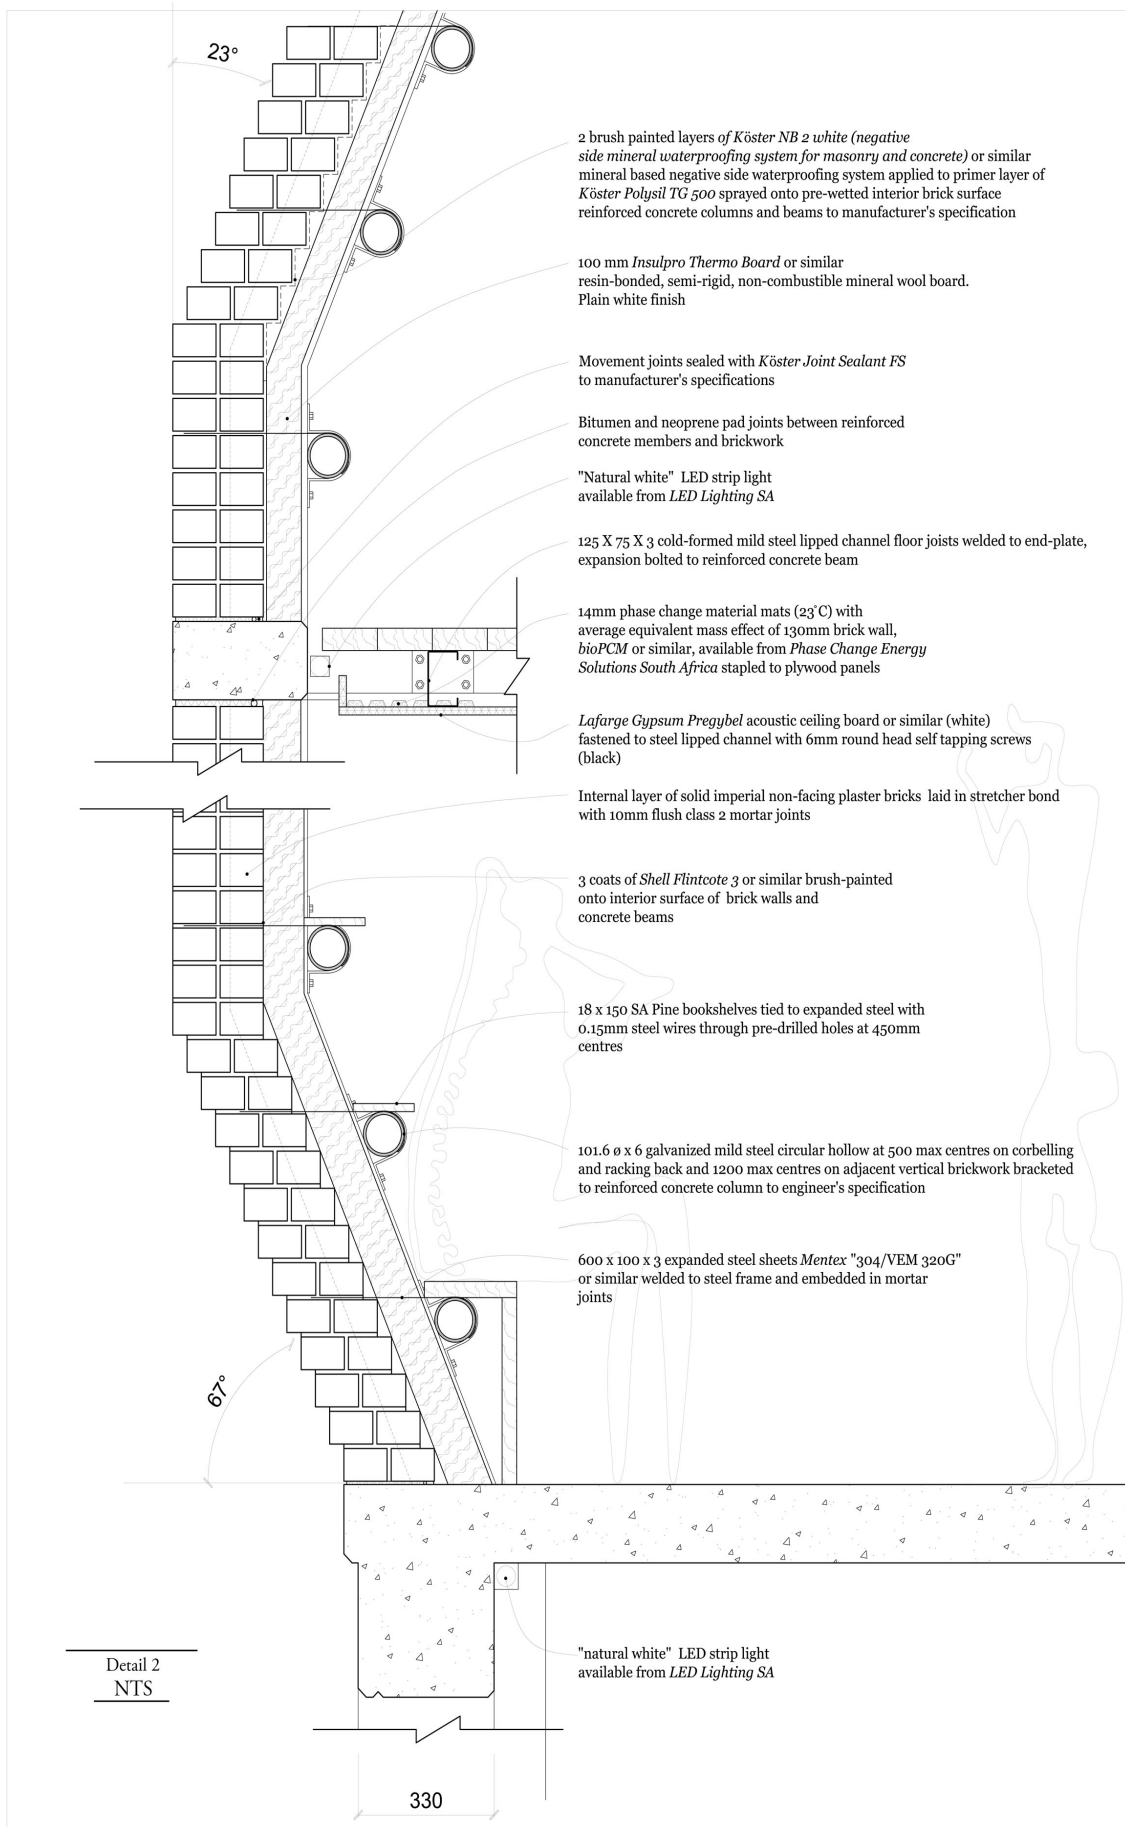 23°
2 brush painted layers of Köster NB 2 white (negative
side mineral waterproofing system for masonry and concrete) or similar
mineral based negative side waterproofing system applied to primer layer of
Köster Polysil TG 500 sprayed onto pre-wetted interior brick surface
reinforced concrete columns and beams to manufacturer's specification
100 mm Insulpro Thermo Board or similar
resin-bonded, semi-rigid, non-combustible mineral wool board.
Plain white finish
Movement joints sealed with Köster Joint Sealant FS
to manufacturer's specifications
Bitumen and neoprene pad joints between reinforced
concrete members and brickwork
"Natural white" LED strip light
available from LED Lighting SA
125 X 75 X 3 cold-formed mild steel lipped channel floor joists welded to end-plate,
expansion bolted to reinforced concrete beam
14mm phase change material mats (23°C) with
average equivalent mass effect of 130mm brick wall,
bioPCM or similar, available from Phase Change Energy
Solutions South Africa stapled to plywood panels
Lafarge Gypsum Pregybel acoustic ceiling board or similar (white)
fastened to steel lipped channel with 6mm round head self tapping screws
(black)
Internal layer of solid imperial non-facing plaster bricks laid in stretcher bond
with 10mm flush class 2 mortar joints
3 coats of Shell Flintcote 3 or similar brush-painted
onto interior surface of brick walls and
concrete beams
18 x 150 SA Pine bookshelves tied to expanded steel with
0.15mm steel wires through pre-drilled holes at 450mm
centres
101.6 ø x 6 galvanized mild steel circular hollow at 500 max centres on corbelling
and racking back and 1200 max centres on adjacent vertical brickwork bracketed
to reinforced concrete column to engineer's specification
600 x 100 x 3 expanded steel sheets Mentex "304/VEM 320G"
or similar welded to steel frame and embedded in mortar
joints
67°
"natural white" LED strip light
available from LED Lighting SA
Detail 2
NTS
330